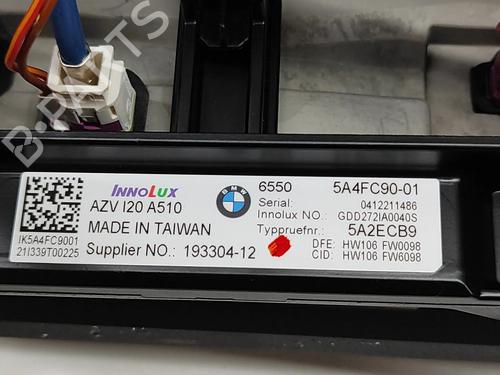 INNOLUX
AZV I20 A510
MADE IN TAIWAN
Supplier NO.: 193304-12
IK5A4FC9001
21I339T00225
BMW
6550 5A4FC90-01
Serial: 0412211486
Innolux NO.: GDD272IA0040S
Typpruefnr.: 5A2ECB9
DFE: HW106 FW0098
CID: HW106 FW6098
B-PARTS